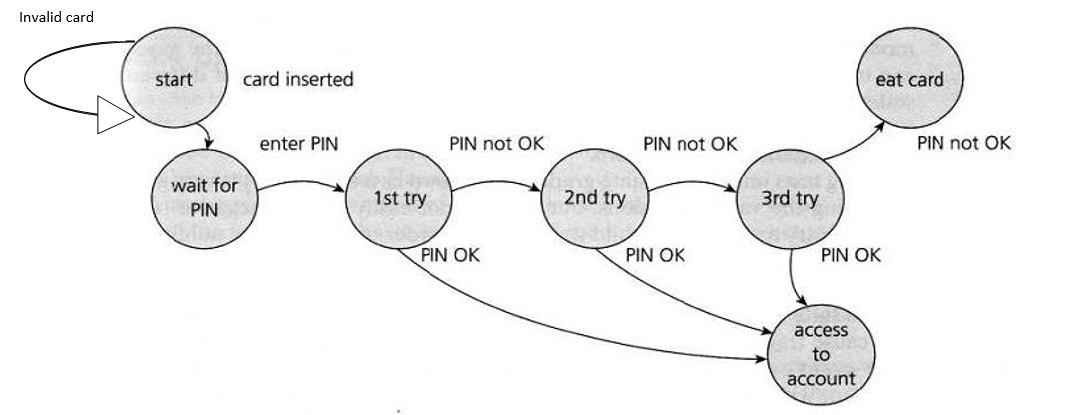 Invalid card
start
card inserted
eat card
enter PIN
PIN not OK
PIN not OK
PIN not OK
wait for
PIN
1st try
2nd try
3rd try
PIN OK
PIN OK
PIN OK
access
to
account